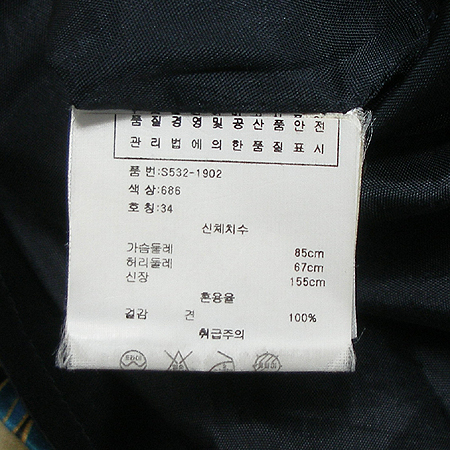 품질경영및공산품안전
관리법에의한품질표시
품 번:S532-1902
색 상:686
호 칭:34
신체치수
가슴둘레 85cm
허리둘레 67cm
신장 155cm
혼용율
겉감 견 100%
취급주의
드라이